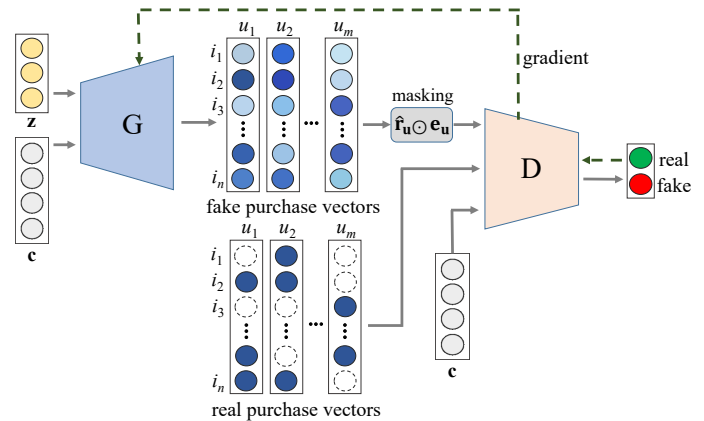 u₁ u₂ uₘ
gradient
i₁
i₂
i₃
iₙ
z
G
masking
r̂ᵤ⊙eᵤ
D
real
fake
c
fake purchase vectors
u₁ u₂ uₘ
i₁
i₂
i₃
iₙ
...
...
c
real purchase vectors